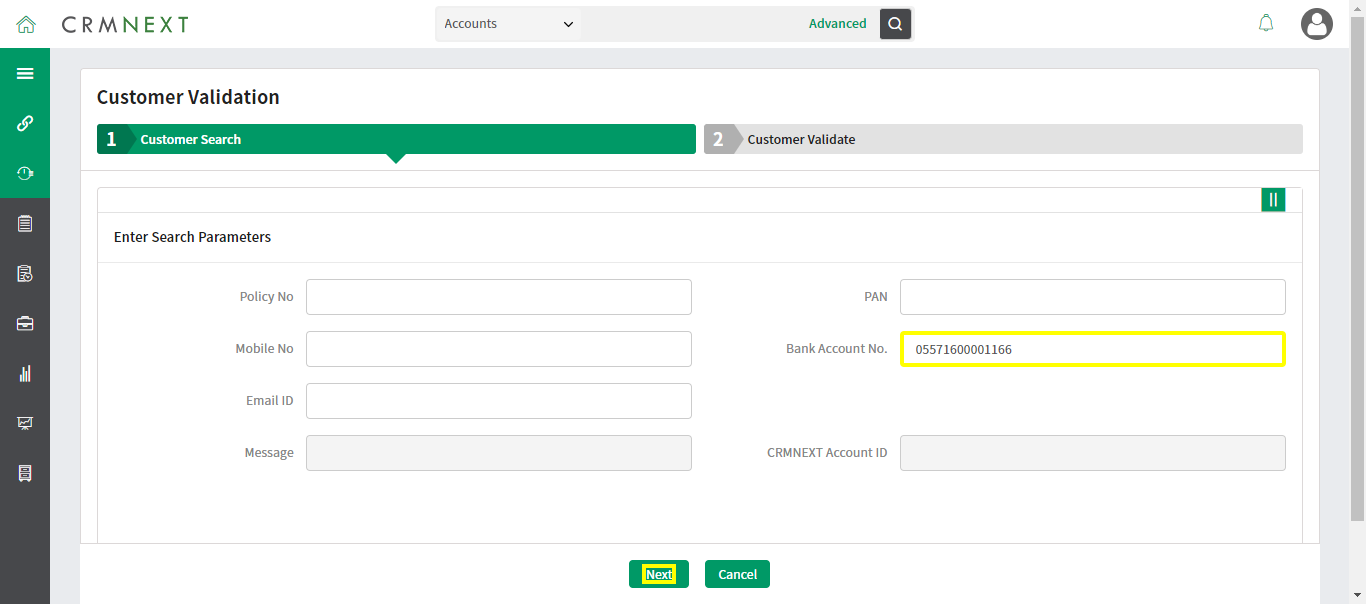 CRMNEXT
Accounts
Advanced
Customer Validation
1 Customer Search
2 Customer Validate
Enter Search Parameters
Policy No
PAN
Mobile No
Bank Account No. 05571600001166
Email ID
Message
CRMNEXT Account ID
Next
Cancel